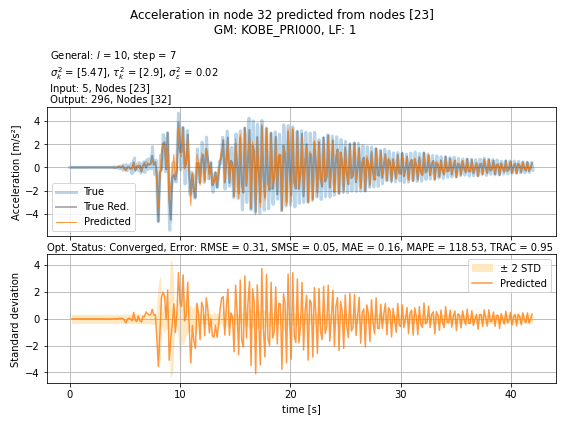 Acceleration in node 32 predicted from nodes [23]
GM: KOBE_PRI000, LF: 1
General: l = 10, step = 7
σ²ₖ = [5.47], τ²ₖ = [2.9], σ²ε = 0.02
Input: 5, Nodes [23]
Output: 296, Nodes [32]
Acceleration [m/s²]
4
2
0
−2
−4
True
True Red.
Predicted
Opt. Status: Converged, Error: RMSE = 0.31, SMSE = 0.05, MAE = 0.16, MAPE = 118.53, TRAC = 0.95
Standard deviation
4
2
0
−2
−4
± 2 STD
Predicted
0 10 20 30 40
time [s]